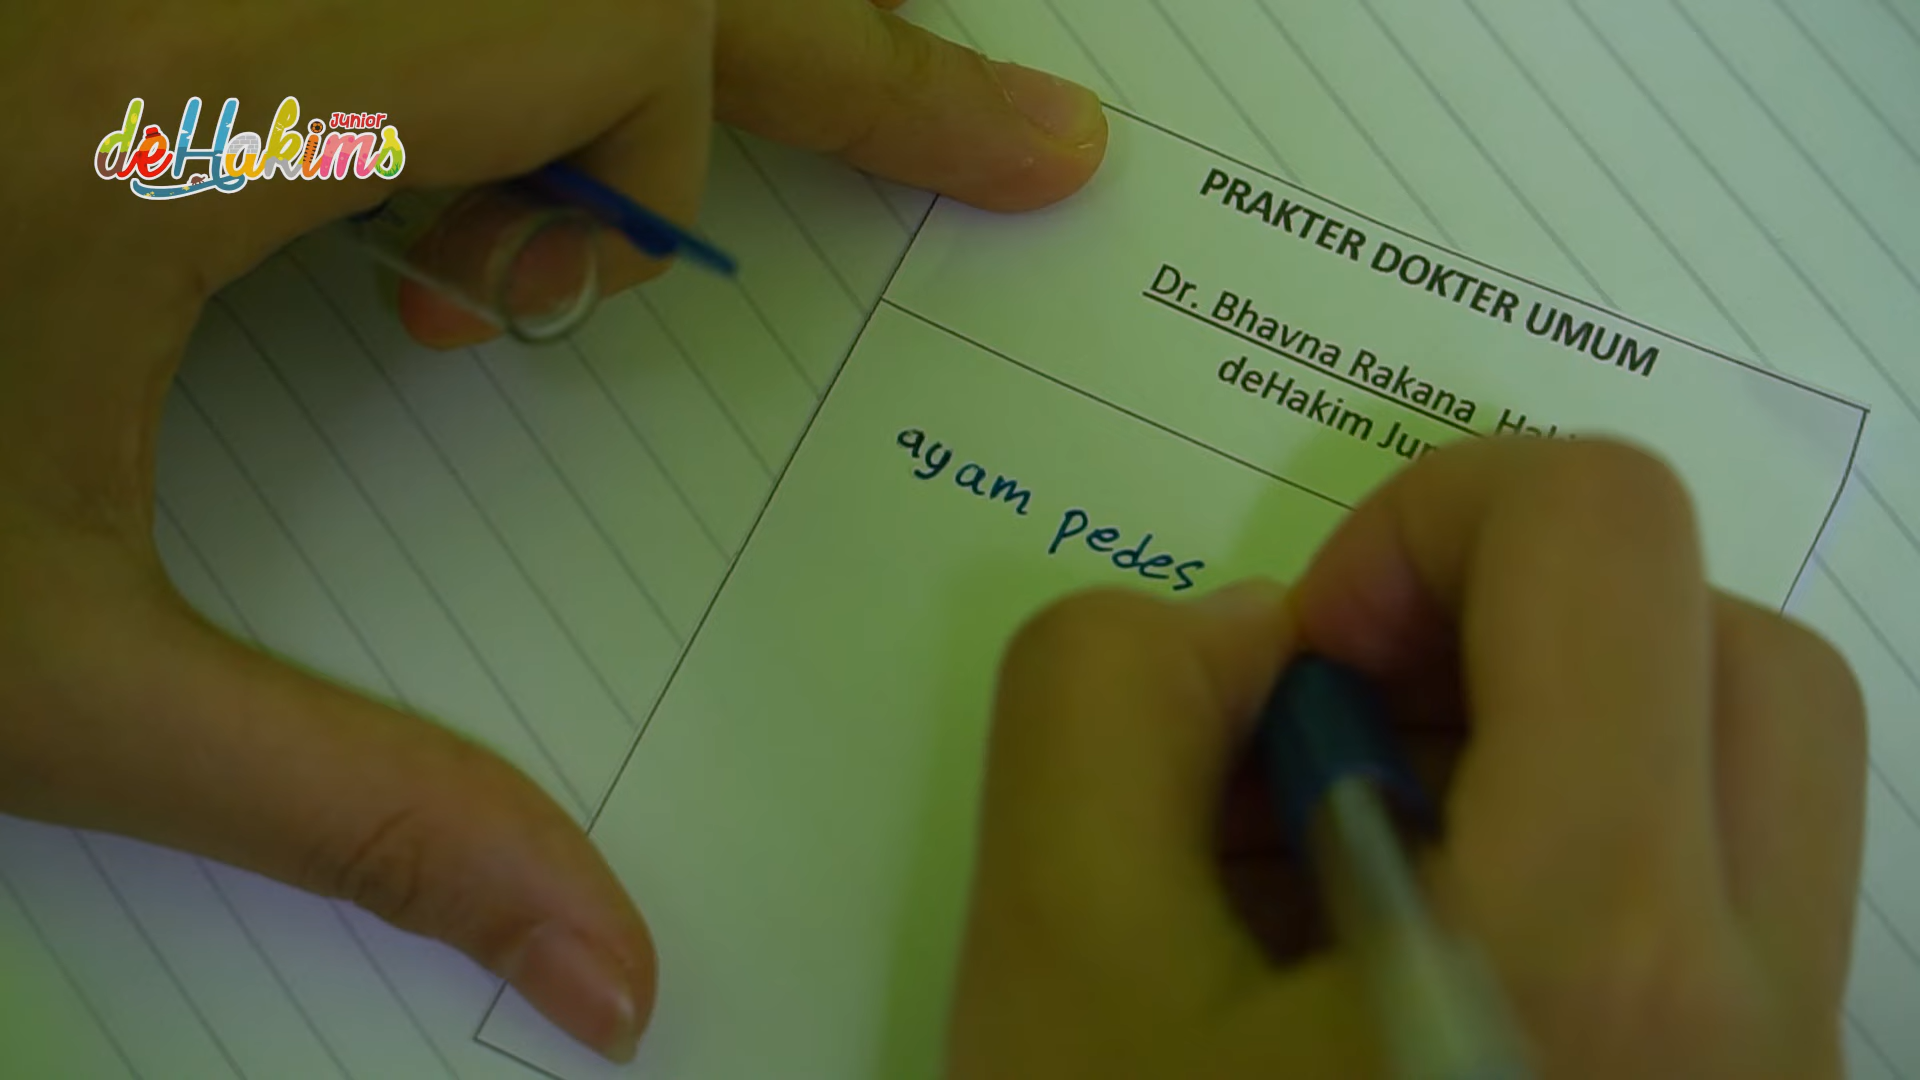 deHakims
Junior
PRAKTER DOKTER UMUM
Dr. Bhavna Rakana
deHakim
ayam pedes